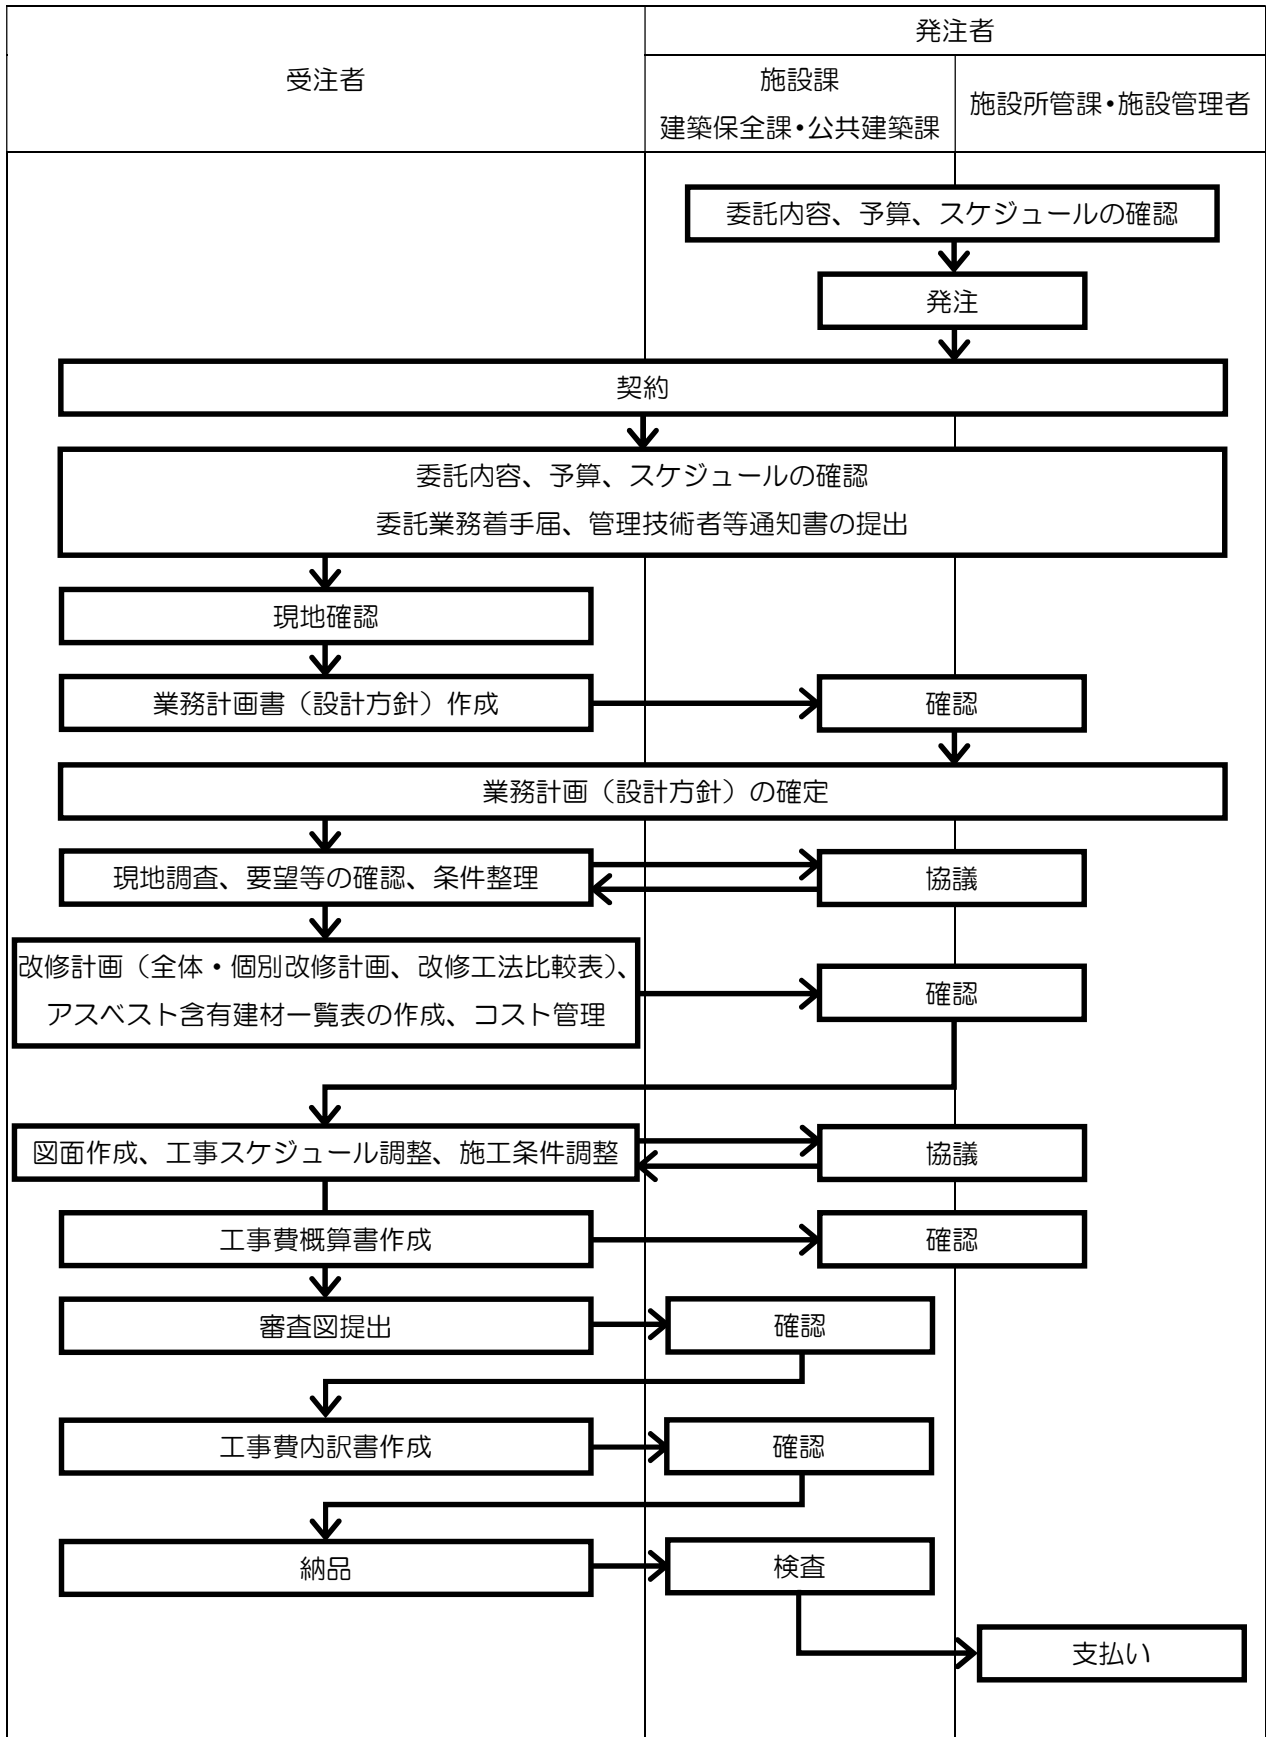 発注者
受注者
施設課
建築保全課・公共建築課
施設所管課・施設管理者
委託内容、予算、スケジュールの確認
発注
契約
委託内容、予算、スケジュールの確認
委託業務着手届、管理技術者等通知書の提出
現地確認
業務計画書（設計方針）作成
確認
業務計画（設計方針）の確定
現地調査、要望等の確認、条件整理
協議
改修計画（全体・個別改修計画、改修工法比較表）、
アスベスト含有建材一覧表の作成、コスト管理
確認
図面作成、工事スケジュール調整、施工条件調整
協議
工事費概算書作成
確認
審査図提出
確認
工事費内訳書作成
確認
納品
検査
支払い